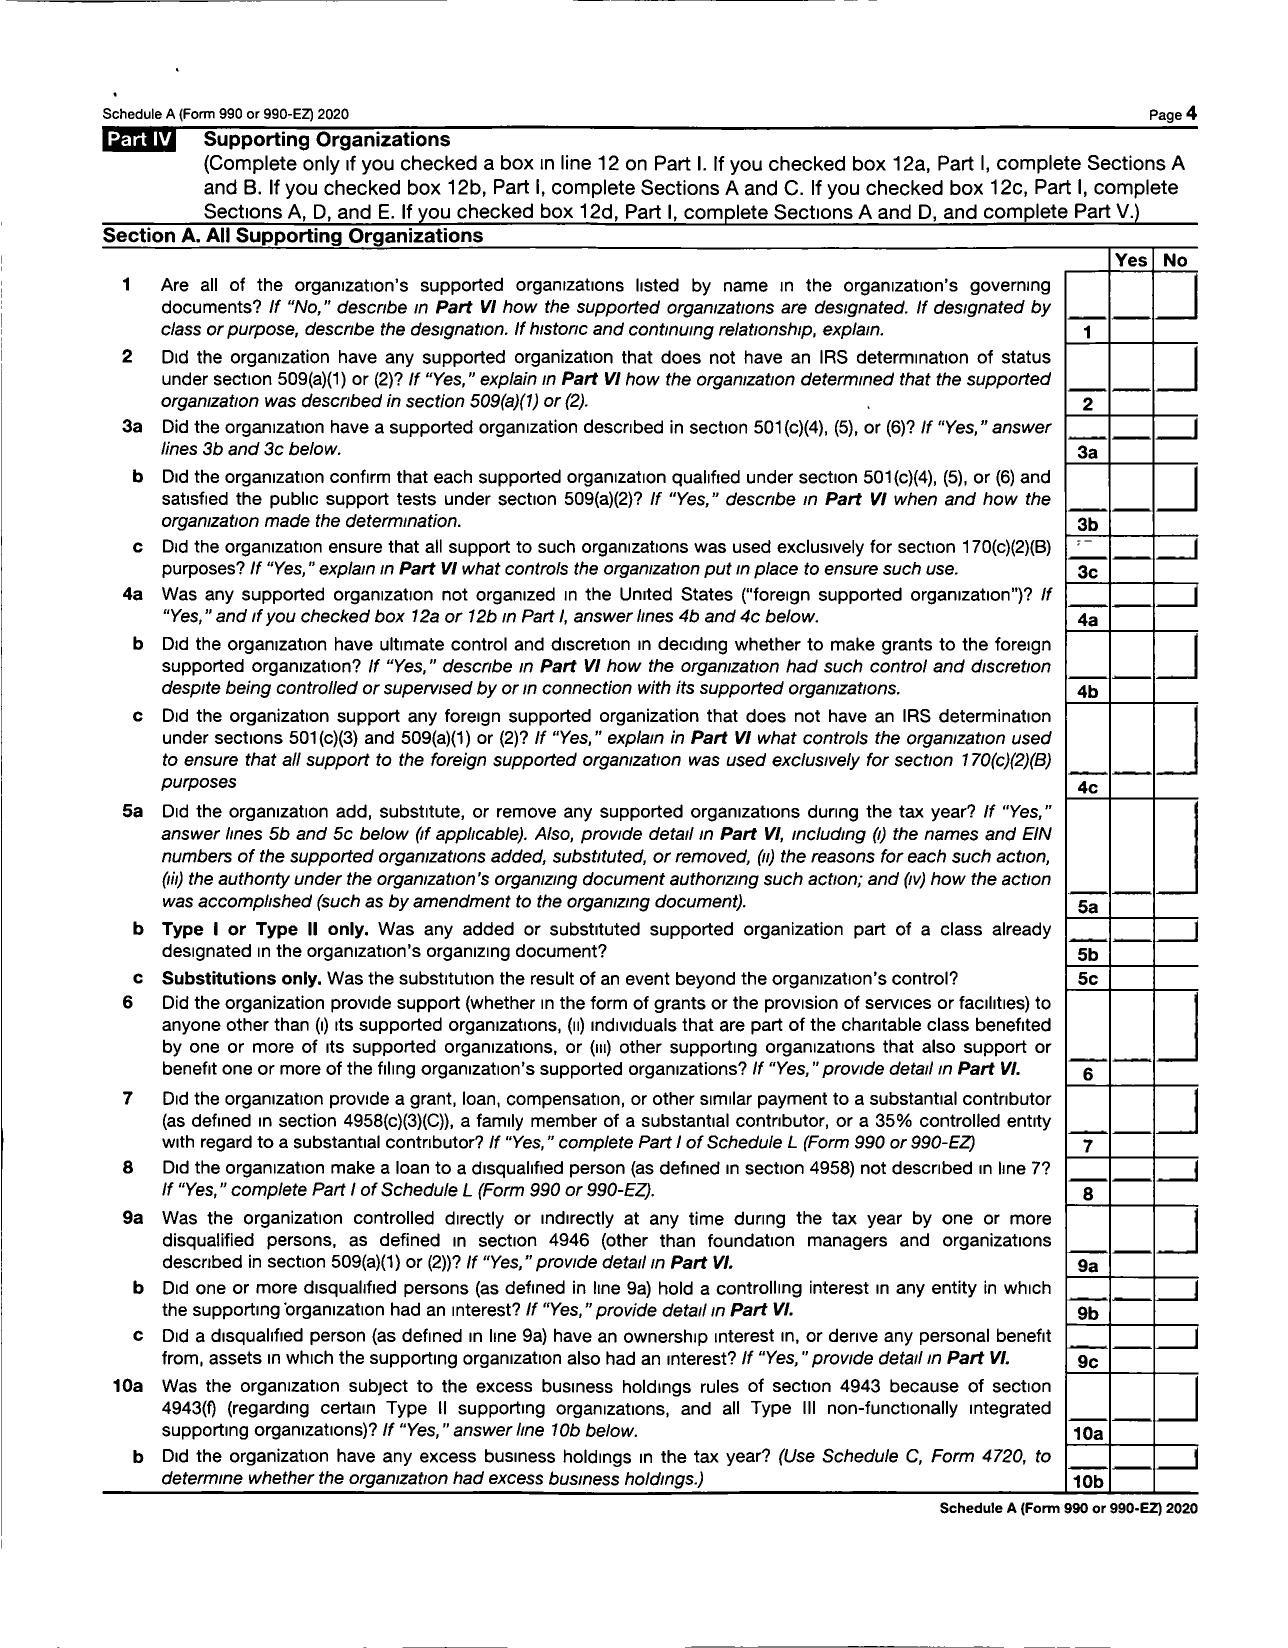 Schedule A (Form 990 or 990-EZ) 2020 Page 4
Part IV Supporting Organizations
(Complete only if you checked a box in line 12 on Part I. If you checked box 12a, Part I, complete Sections A
and B. If you checked box 12b, Part I, complete Sections A and C. If you checked box 12c, Part I, complete
Sections A, D, and E. If you checked box 12d, Part I, complete Sections A and D, and complete Part V.)
Section A. All Supporting Organizations
Yes No
1 Are all of the organization's supported organizations listed by name in the organization's governing
documents? If "No," describe in Part VI how the supported organizations are designated. If designated by
class or purpose, describe the designation. If historic and continuing relationship, explain. 1
2 Did the organization have any supported organization that does not have an IRS determination of status
under section 509(a)(1) or (2)? If "Yes," explain in Part VI how the organization determined that the supported
organization was described in section 509(a)(1) or (2). 2
3a Did the organization have a supported organization described in section 501(c)(4), (5), or (6)? If "Yes," answer
lines 3b and 3c below. 3a
b Did the organization confirm that each supported organization qualified under section 501(c)(4), (5), or (6) and
satisfied the public support tests under section 509(a)(2)? If "Yes," describe in Part VI when and how the
organization made the determination. 3b
c Did the organization ensure that all support to such organizations was used exclusively for section 170(c)(2)(B)
purposes? If "Yes," explain in Part VI what controls the organization put in place to ensure such use. 3c
4a Was any supported organization not organized in the United States ("foreign supported organization")? If
"Yes," and if you checked box 12a or 12b in Part I, answer lines 4b and 4c below. 4a
b Did the organization have ultimate control and discretion in deciding whether to make grants to the foreign
supported organization? If "Yes," describe in Part VI how the organization had such control and discretion
despite being controlled or supervised by or in connection with its supported organizations. 4b
c Did the organization support any foreign supported organization that does not have an IRS determination
under sections 501(c)(3) and 509(a)(1) or (2)? If "Yes," explain in Part VI what controls the organization used
to ensure that all support to the foreign supported organization was used exclusively for section 170(c)(2)(B)
purposes 4c
5a Did the organization add, substitute, or remove any supported organizations during the tax year? If "Yes,"
answer lines 5b and 5c below (if applicable). Also, provide detail in Part VI, including (i) the names and EIN
numbers of the supported organizations added, substituted, or removed, (ii) the reasons for each such action,
(iii) the authority under the organization's organizing document authorizing such action; and (iv) how the action
was accomplished (such as by amendment to the organizing document). 5a
b Type I or Type II only. Was any added or substituted supported organization part of a class already
designated in the organization's organizing document? 5b
c Substitutions only. Was the substitution the result of an event beyond the organization's control? 5c
6 Did the organization provide support (whether in the form of grants or the provision of services or facilities) to
anyone other than (i) its supported organizations, (ii) individuals that are part of the charitable class benefited
by one or more of its supported organizations, or (iii) other supporting organizations that also support or
benefit one or more of the filing organization's supported organizations? If "Yes," provide detail in Part VI. 6
7 Did the organization provide a grant, loan, compensation, or other similar payment to a substantial contributor
(as defined in section 4958(c)(3)(C)), a family member of a substantial contributor, or a 35% controlled entity
with regard to a substantial contributor? If "Yes," complete Part I of Schedule L (Form 990 or 990-EZ) 7
8 Did the organization make a loan to a disqualified person (as defined in section 4958) not described in line 7?
If "Yes," complete Part I of Schedule L (Form 990 or 990-EZ). 8
9a Was the organization controlled directly or indirectly at any time during the tax year by one or more
disqualified persons, as defined in section 4946 (other than foundation managers and organizations
described in section 509(a)(1) or (2))? If "Yes," provide detail in Part VI. 9a
b Did one or more disqualified persons (as defined in line 9a) hold a controlling interest in any entity in which
the supporting organization had an interest? If "Yes," provide detail in Part VI. 9b
c Did a disqualified person (as defined in line 9a) have an ownership interest in, or derive any personal benefit
from, assets in which the supporting organization also had an interest? If "Yes," provide detail in Part VI. 9c
10a Was the organization subject to the excess business holdings rules of section 4943 because of section
4943(f) (regarding certain Type II supporting organizations, and all Type III non-functionally integrated
supporting organizations)? If "Yes," answer line 10b below. 10a
b Did the organization have any excess business holdings in the tax year? (Use Schedule C, Form 4720, to
determine whether the organization had excess business holdings.) 10b
Schedule A (Form 990 or 990-EZ) 2020